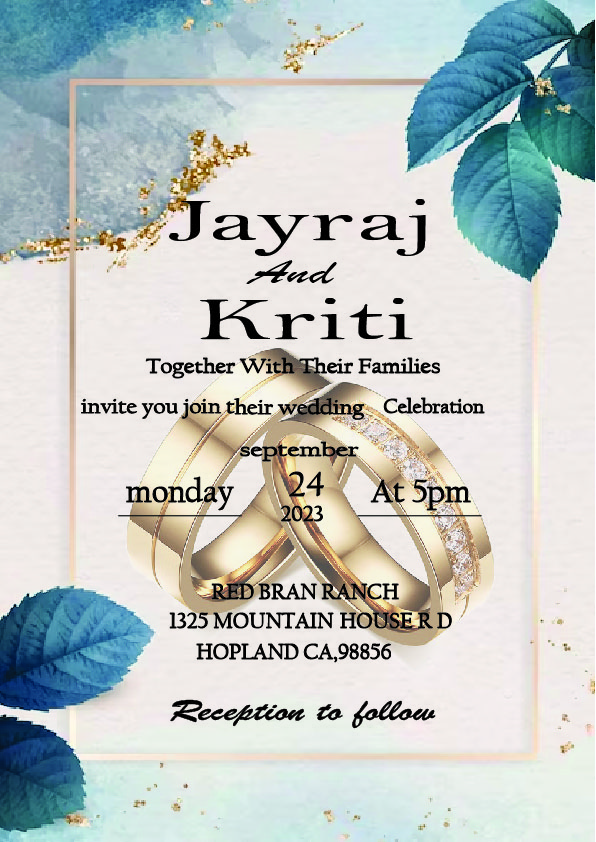 Jayraj
And
Kriti
Together With Their Families
invite you join their wedding Celebration
september
monday 24 At 5pm
2023
RED BRAN RANCH
1325 MOUNTAIN HOUSE R D
HOPLAND CA,98856
Reception to follow